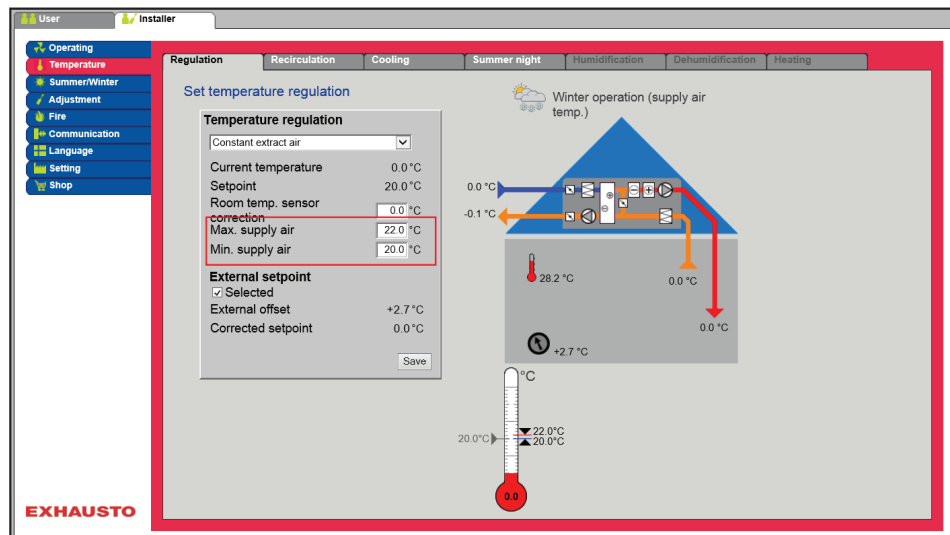 User
Installer
Operating
Temperature
Summer/Winter
Adjustment
Fire
Communication
Language
Setting
Shop
EXHAUSTO
Regulation
Recirculation
Cooling
Summer night
Humidification
Dehumidification
Heating
Set temperature regulation
Temperature regulation
Constant extract air
Current temperature 0.0°C
Setpoint 20.0°C
Room temp. sensor
correction 0.0 °C
Max. supply air 22.0 °C
Min. supply air 20.0 °C
External setpoint
Selected
External offset +2.7°C
Corrected setpoint 0.0°C
Save
Winter operation (supply air
temp.)
0.0 °C
-0.1 °C
28.2 °C
0.0 °C
0.0 °C
+2.7 °C
°C
22.0°C
20.0°C
20.0°C
0.0